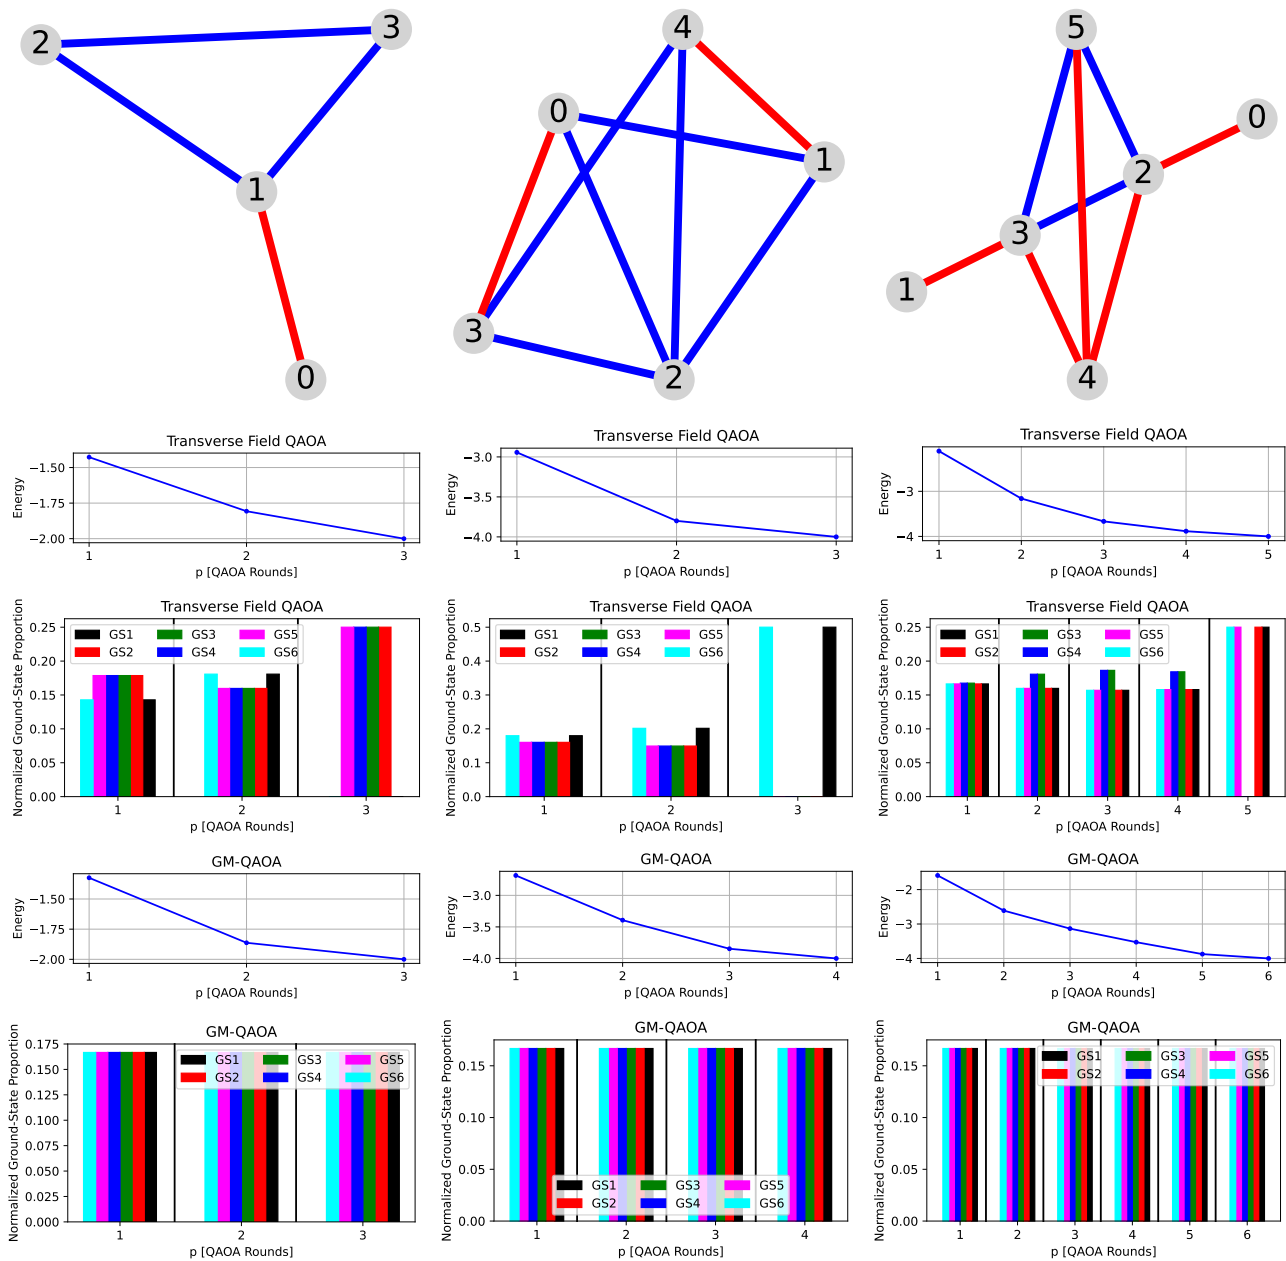 2 3 1 0
4 0 1 3 2
5 0 2 3 1 4
Transverse Field QAOA
Energy
−1.50
−1.75
−2.00
1 2 3
p [QAOA Rounds]
Transverse Field QAOA
Energy
−3.0
−3.5
−4.0
1 2 3
p [QAOA Rounds]
Transverse Field QAOA
Energy
−3
−4
1 2 3 4 5
p [QAOA Rounds]
Transverse Field QAOA
Normalized Ground-State Proportion
0.25
0.20
0.15
0.10
0.05
0.00
GS1 GS3 GS5
GS2 GS4 GS6
1 2 3
p [QAOA Rounds]
Transverse Field QAOA
Normalized Ground-State Proportion
0.5
0.4
0.3
0.2
0.1
0.0
GS1 GS3 GS5
GS2 GS4 GS6
1 2 3
p [QAOA Rounds]
Transverse Field QAOA
Normalized Ground-State Proportion
0.25
0.20
0.15
0.10
0.05
0.00
GS1 GS3 GS5
GS2 GS4 GS6
1 2 3 4 5
p [QAOA Rounds]
GM-QAOA
Energy
−1.50
−1.75
−2.00
1 2 3
p [QAOA Rounds]
GM-QAOA
Energy
−3.0
−3.5
−4.0
1 2 3 4
p [QAOA Rounds]
GM-QAOA
Energy
−2
−3
−4
1 2 3 4 5 6
p [QAOA Rounds]
GM-QAOA
Normalized Ground-State Proportion
0.175
0.150
0.125
0.100
0.075
0.050
0.025
0.000
GS1 GS3 GS5
GS2 GS4 GS6
1 2 3
p [QAOA Rounds]
GM-QAOA
Normalized Ground-State Proportion
0.15
0.10
0.05
0.00
GS1 GS3 GS5
GS2 GS4 GS6
1 2 3 4
p [QAOA Rounds]
GM-QAOA
Normalized Ground-State Proportion
0.15
0.10
0.05
0.00
GS1 GS3 GS5
GS2 GS4 GS6
1 2 3 4 5 6
p [QAOA Rounds]